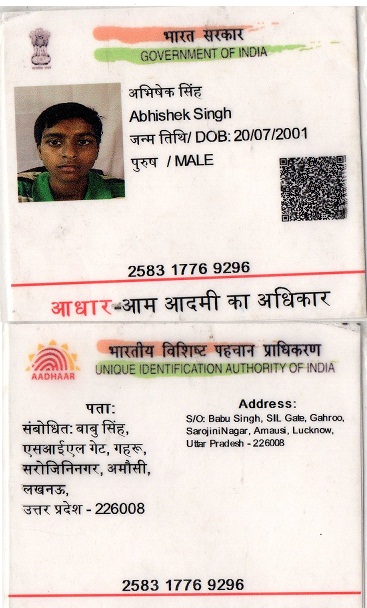 भारत सरकार
GOVERNMENT OF INDIA
अभिषेक सिंह
Abhishek Singh
जन्म तिथि/ DOB: 20/07/2001
पुरुष / MALE
2583 1776 9296
आधार-आम आदमी का अधिकार
भारतीय विशिष्ट पहचान प्राधिकरण
UNIQUE IDENTIFICATION AUTHORITY OF INDIA
AADHAAR
पता:
संबोधित: बाबु सिंह,
एसआईएल गेट, गहरू,
सरोजिनिनगर, अमौसी,
लखनऊ,
उत्तर प्रदेश - 226008
Address:
S/O: Babu Singh, SIL Gate, Gahroo,
SarojiniNagar, Amausi, Lucknow,
Uttar Pradesh - 226008
2583 1776 9296